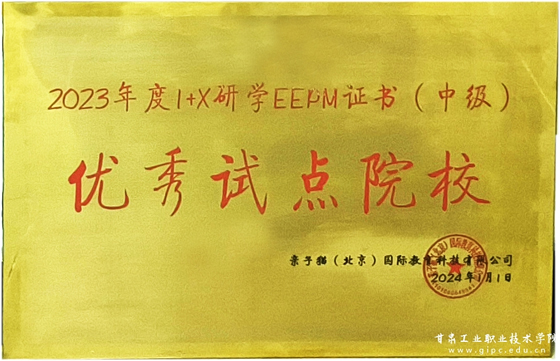 2023年度1+X研学EEPM证书（中级）
优秀试点院校
亲子猫（北京）国际教育科技有限公司
2024年1月1日
甘肃工业职业技术学院
www.gipc.edu.cn